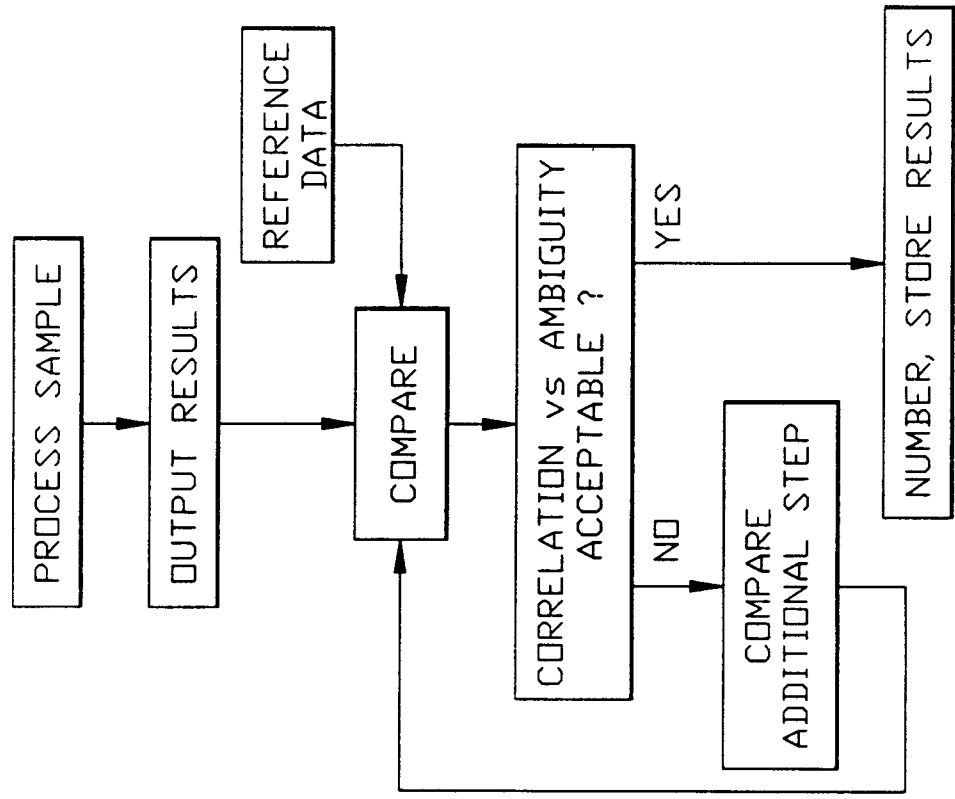 PROCESS SAMPLE
OUTPUT RESULTS
REFERENCE
DATA
COMPARE
CORRELATION vs AMBIGUITY
ACCEPTABLE ?
NO
YES
COMPARE
ADDITIONAL STEP
NUMBER, STORE RESULTS